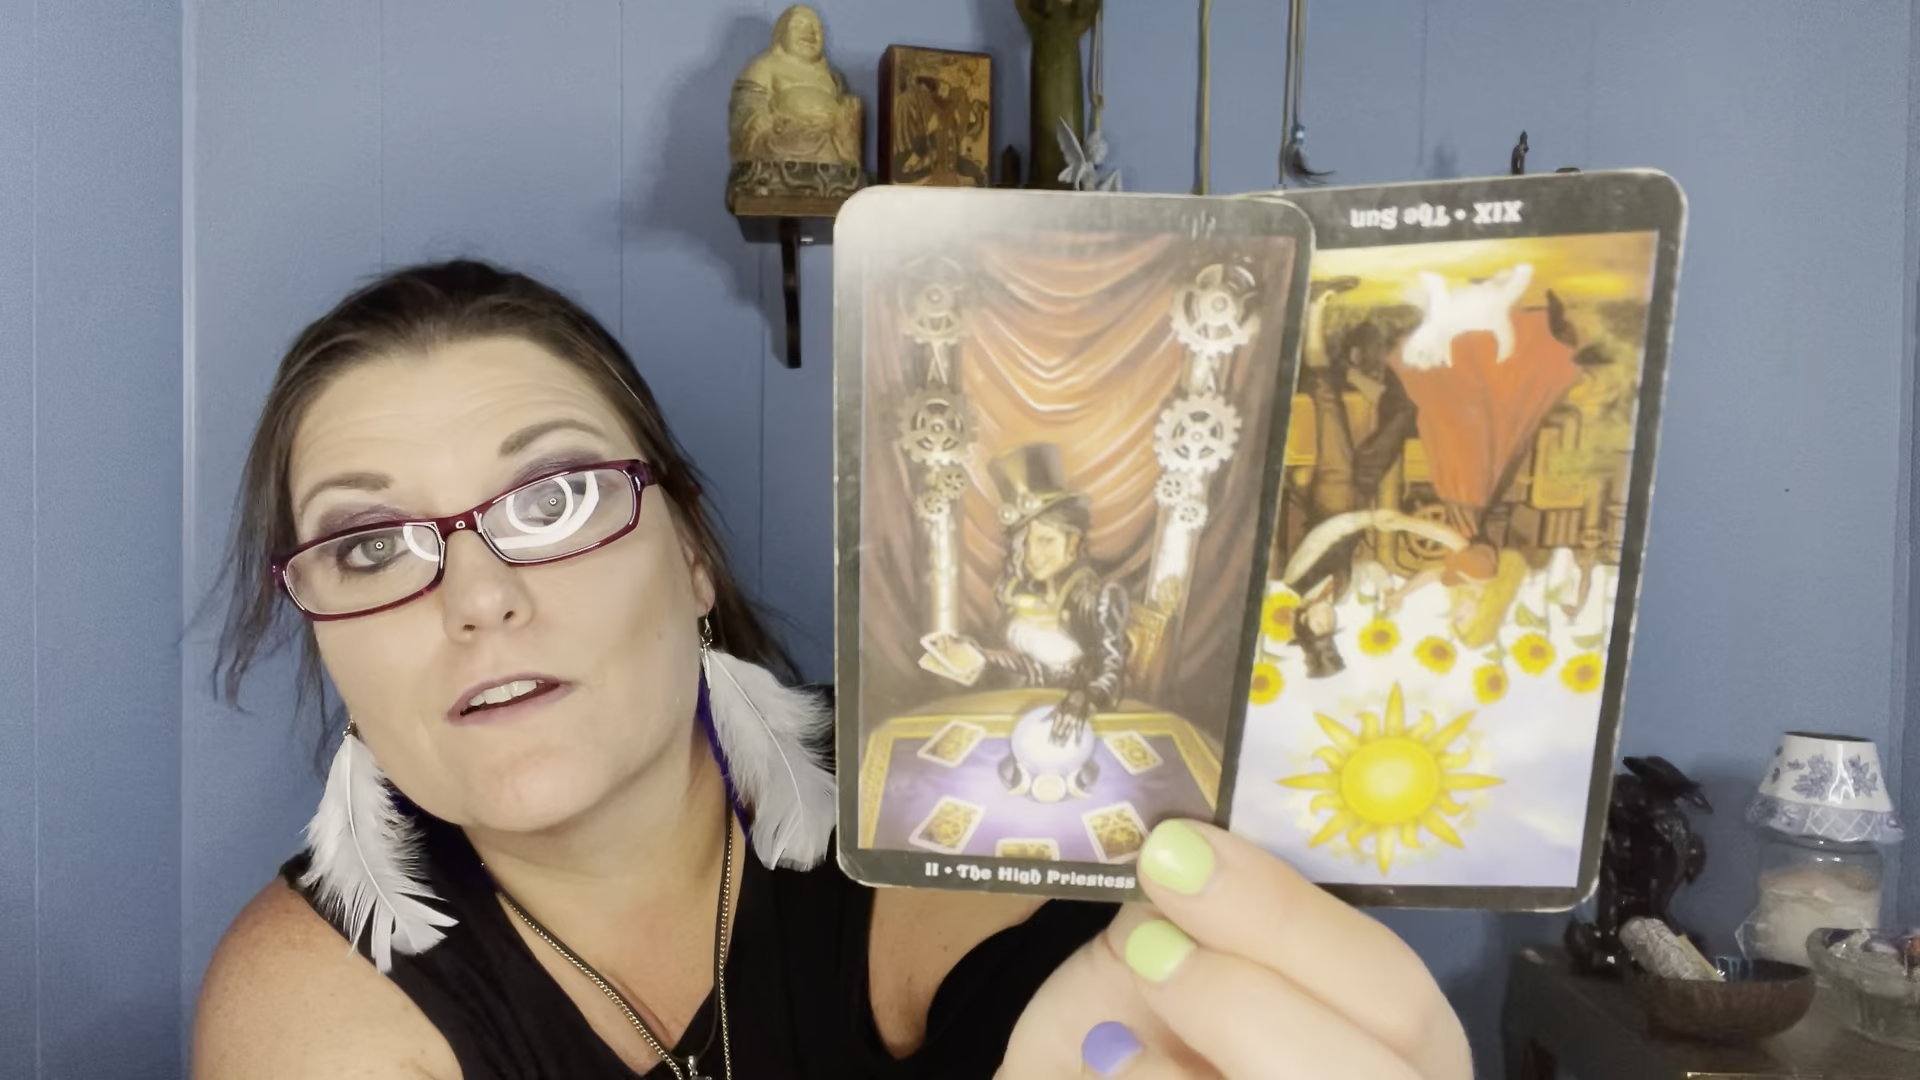 XIX • The Sun
II • The High Priestess